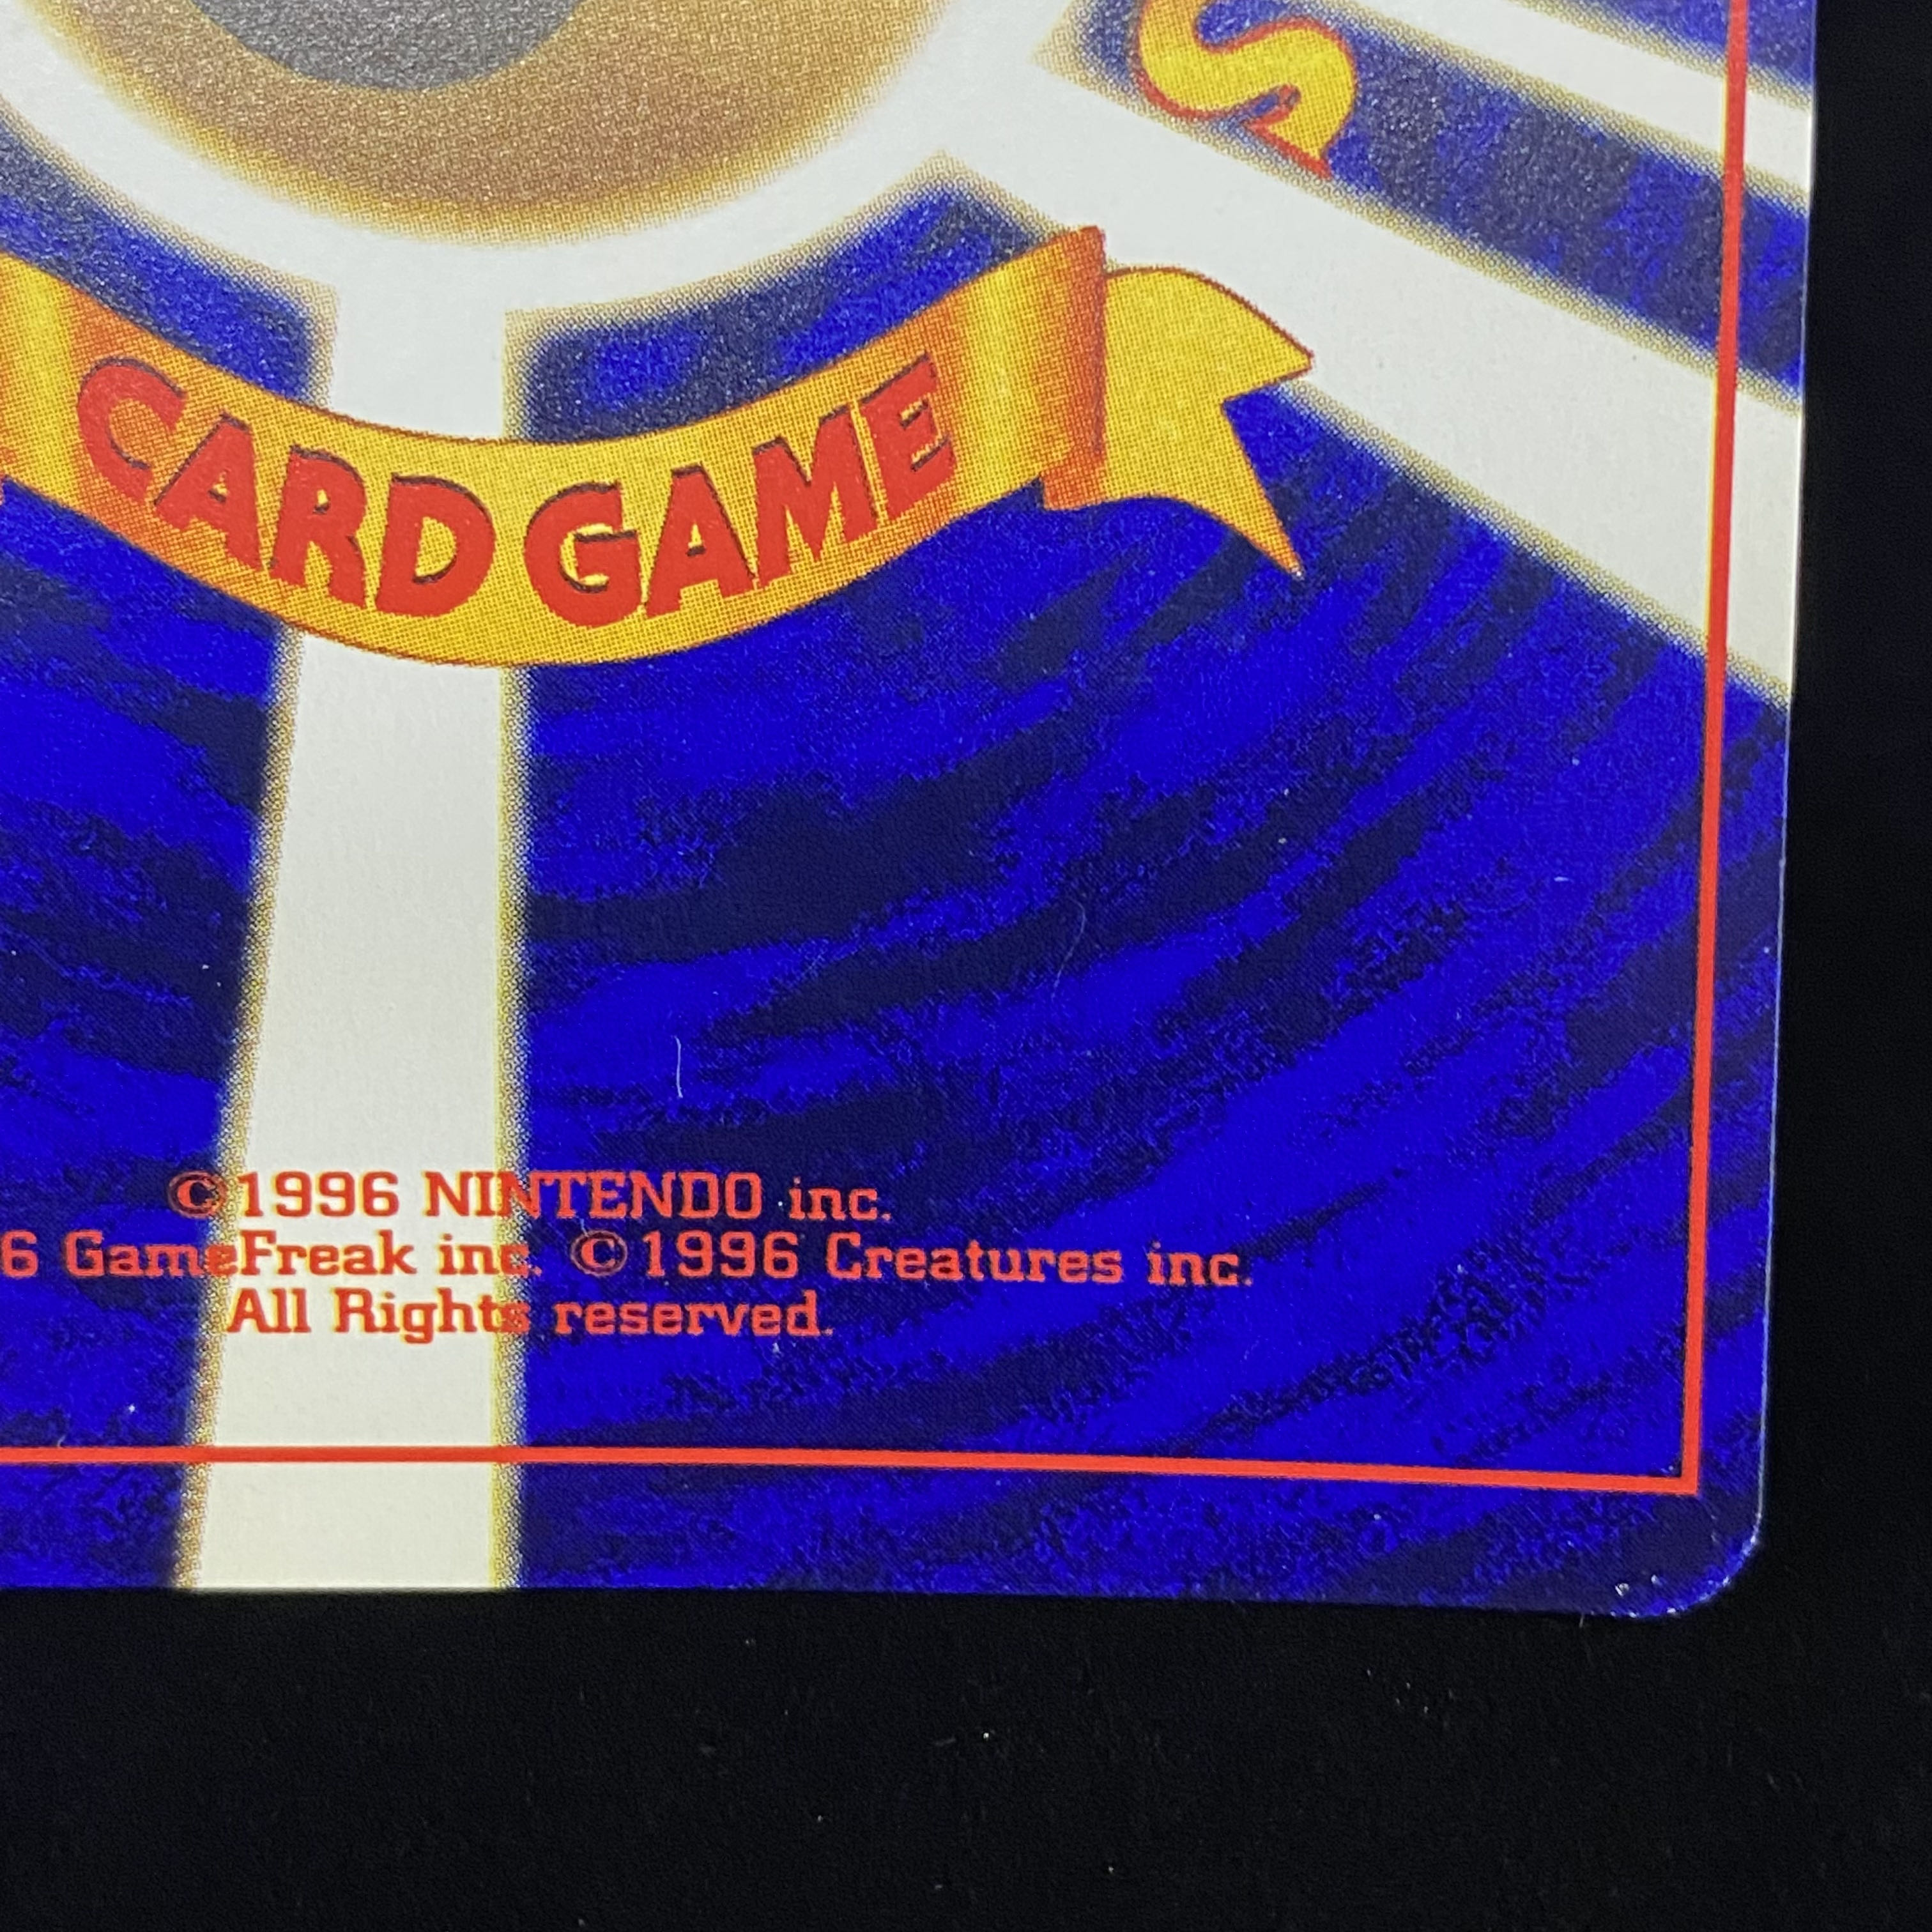 S
CARD GAME
©1996 NINTENDO inc.
6 GameFreak inc. ©1996 Creatures inc.
All Rights reserved.